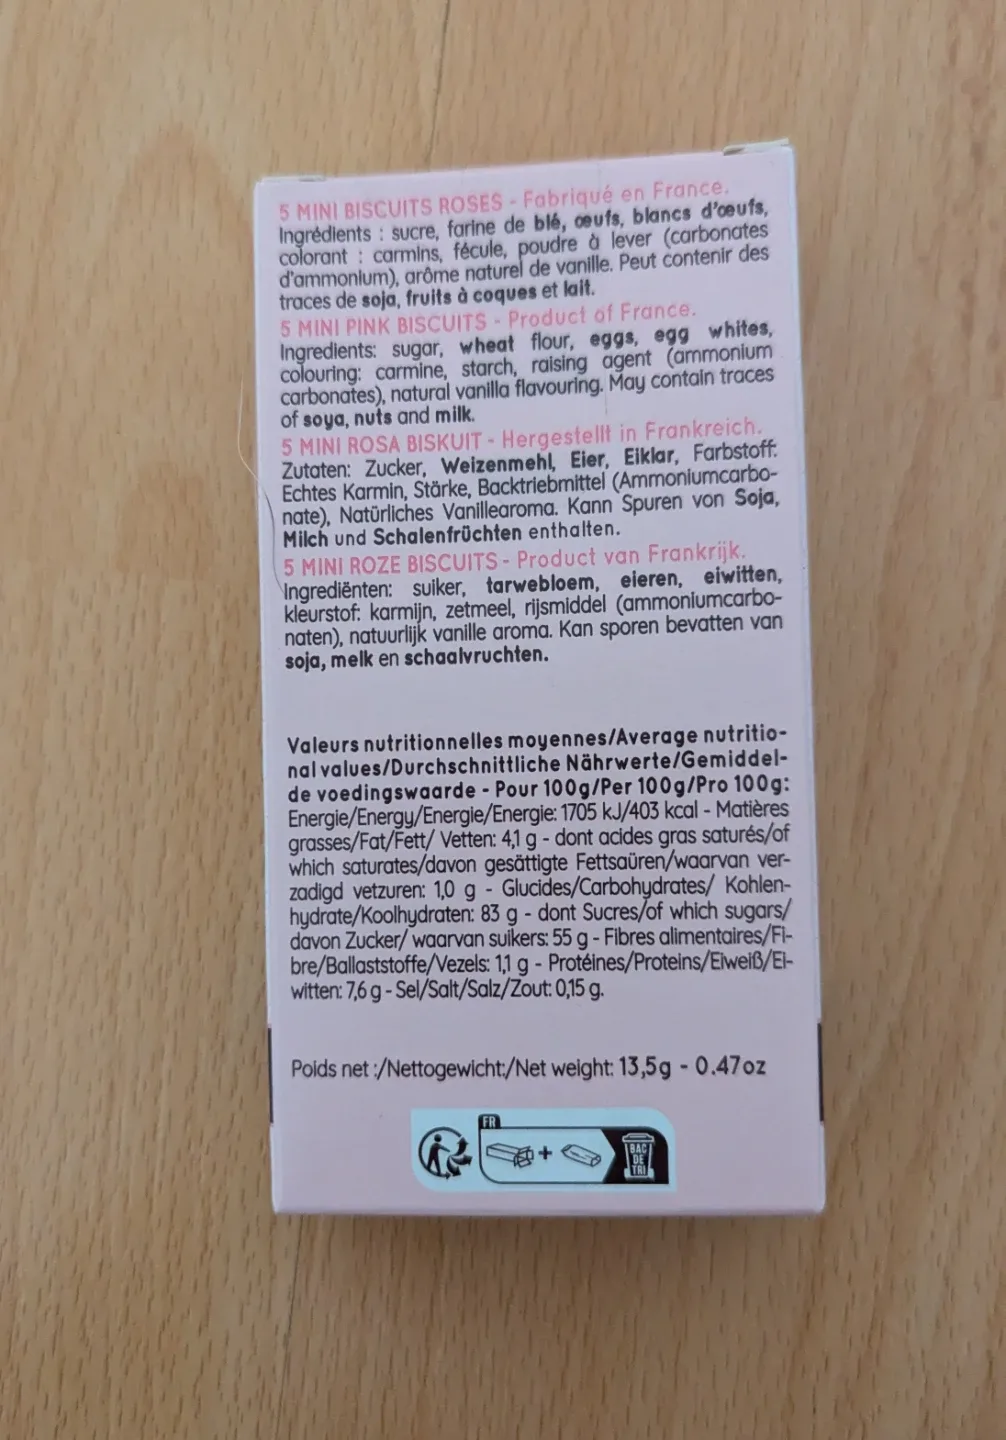 5 MINI BISCUITS ROSES - Fabriqué en France.
Ingrédients : sucre, farine de blé, œufs, blancs d'œufs,
colorant : carmins, fécule, poudre à lever (carbonates
d'ammonium), arôme naturel de vanille. Peut contenir des
traces de soja, fruits à coques et lait.
5 MINI PINK BISCUITS - Product of France.
Ingredients: sugar, wheat flour, eggs, egg whites,
colouring: carmine, starch, raising agent (ammonium
carbonates), natural vanilla flavouring. May contain traces
of soya, nuts and milk.
5 MINI ROSA BISKUIT - Hergestellt in Frankreich.
Zutaten: Zucker, Weizenmehl, Eier, Eiklar, Farbstoff:
Echtes Karmin, Stärke, Backtriebmittel (Ammoniumcarbo-
nate), Natürliches Vanillearoma. Kann Spuren von Soja,
Milch und Schalenfrüchten enthalten.
5 MINI ROZE BISCUITS - Product van Frankrijk.
Ingrediënten: suiker, tarwebloem, eieren, eiwitten,
kleurstof: karmijn, zetmeel, rijsmiddel (ammoniumcarbo-
naten), natuurlijk vanille aroma. Kan sporen bevatten van
soja, melk en schaalvruchten.
Valeurs nutritionnelles moyennes/Average nutritio-
nal values/Durchschnittliche Nährwerte/Gemiddel-
de voedingswaarde - Pour 100g/Per 100g/Pro 100g:
Energie/Energy/Energie/Energie: 1705 kJ/403 kcal - Matières
grasses/Fat/Fett/ Vetten: 4,1 g - dont acides gras saturés/of
which saturates/davon gesättigte Fettsaüren/waarvan ver-
zadigd vetzuren: 1,0 g - Glucides/Carbohydrates/ Kohlen-
hydrate/Koolhydraten: 83 g - dont Sucres/of which sugars/
davon Zucker/ waarvan suikers: 55 g - Fibres alimentaires/Fi-
bre/Ballaststoffe/Vezels: 1,1 g - Protéines/Proteins/Eiweiß/Ei-
witten: 7,6 g - Sel/Salt/Salz/Zout: 0,15 g.
Poids net :/Nettogewicht:/Net weight: 13,5g - 0.47oz
FR
+
BAC
DE
TRI